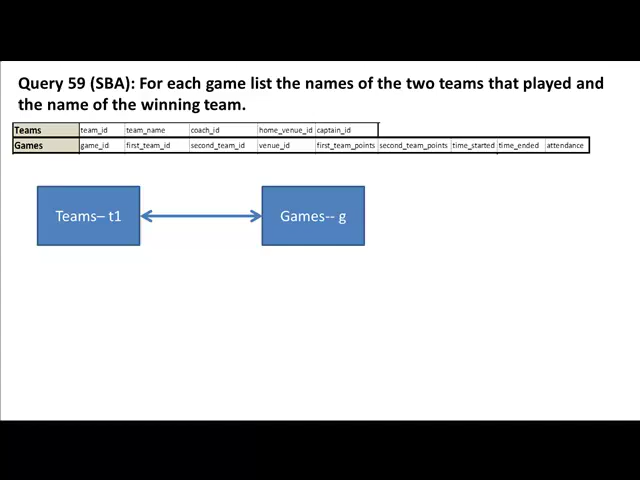 Query 59 (SBA): For each game list the names of the two teams that played and
the name of the winning team.
Teams team_id team_name coach_id home_venue_id captain_id
Games game_id first_team_id second_team_id venue_id first_team_points second_team_points time_started time_ended attendance
Teams– t1
Games-- g